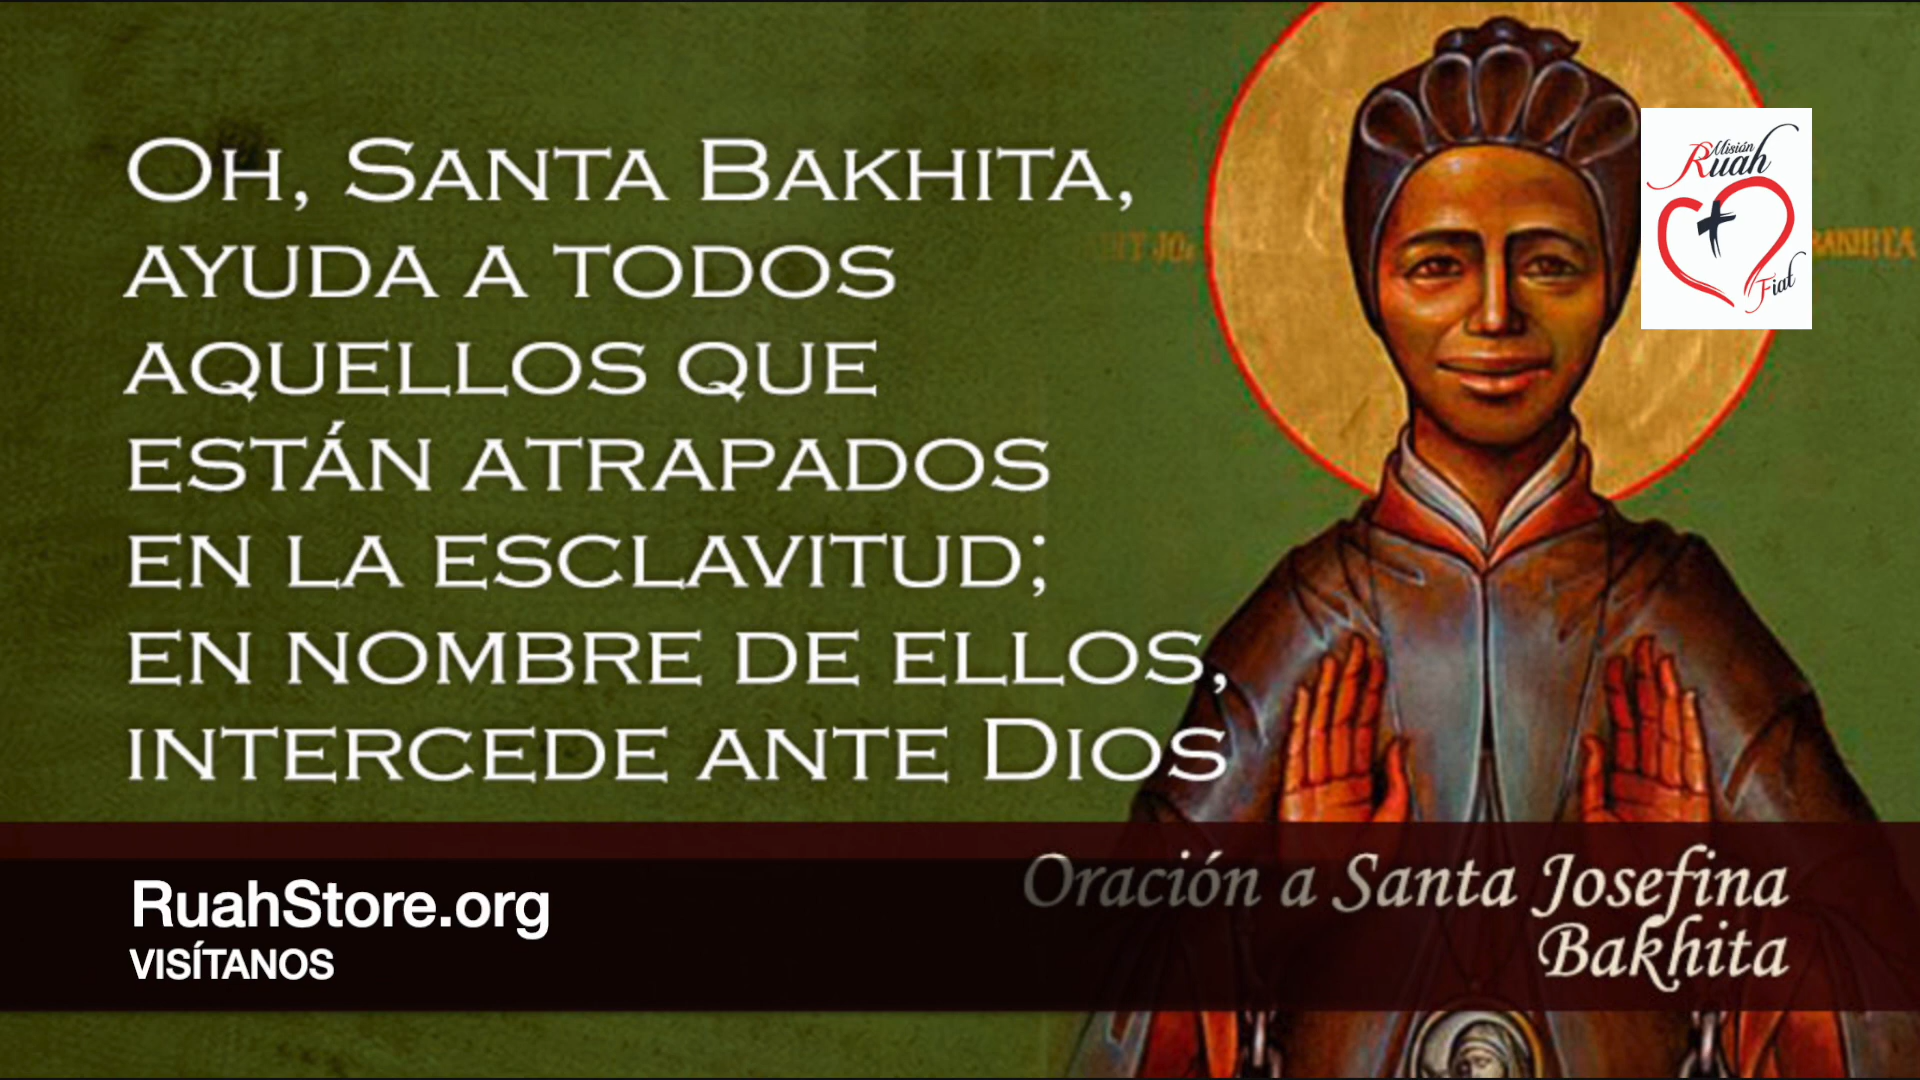 Oh, Santa Bakhita,
ayuda a todos
aquellos que
están atrapados
en la esclavitud;
en nombre de ellos,
intercede ante Dios
Misión
Ruah
Fiat
BAKHITA
Oración a Santa Josefina
Bakhita
RuahStore.org
VISÍTANOS